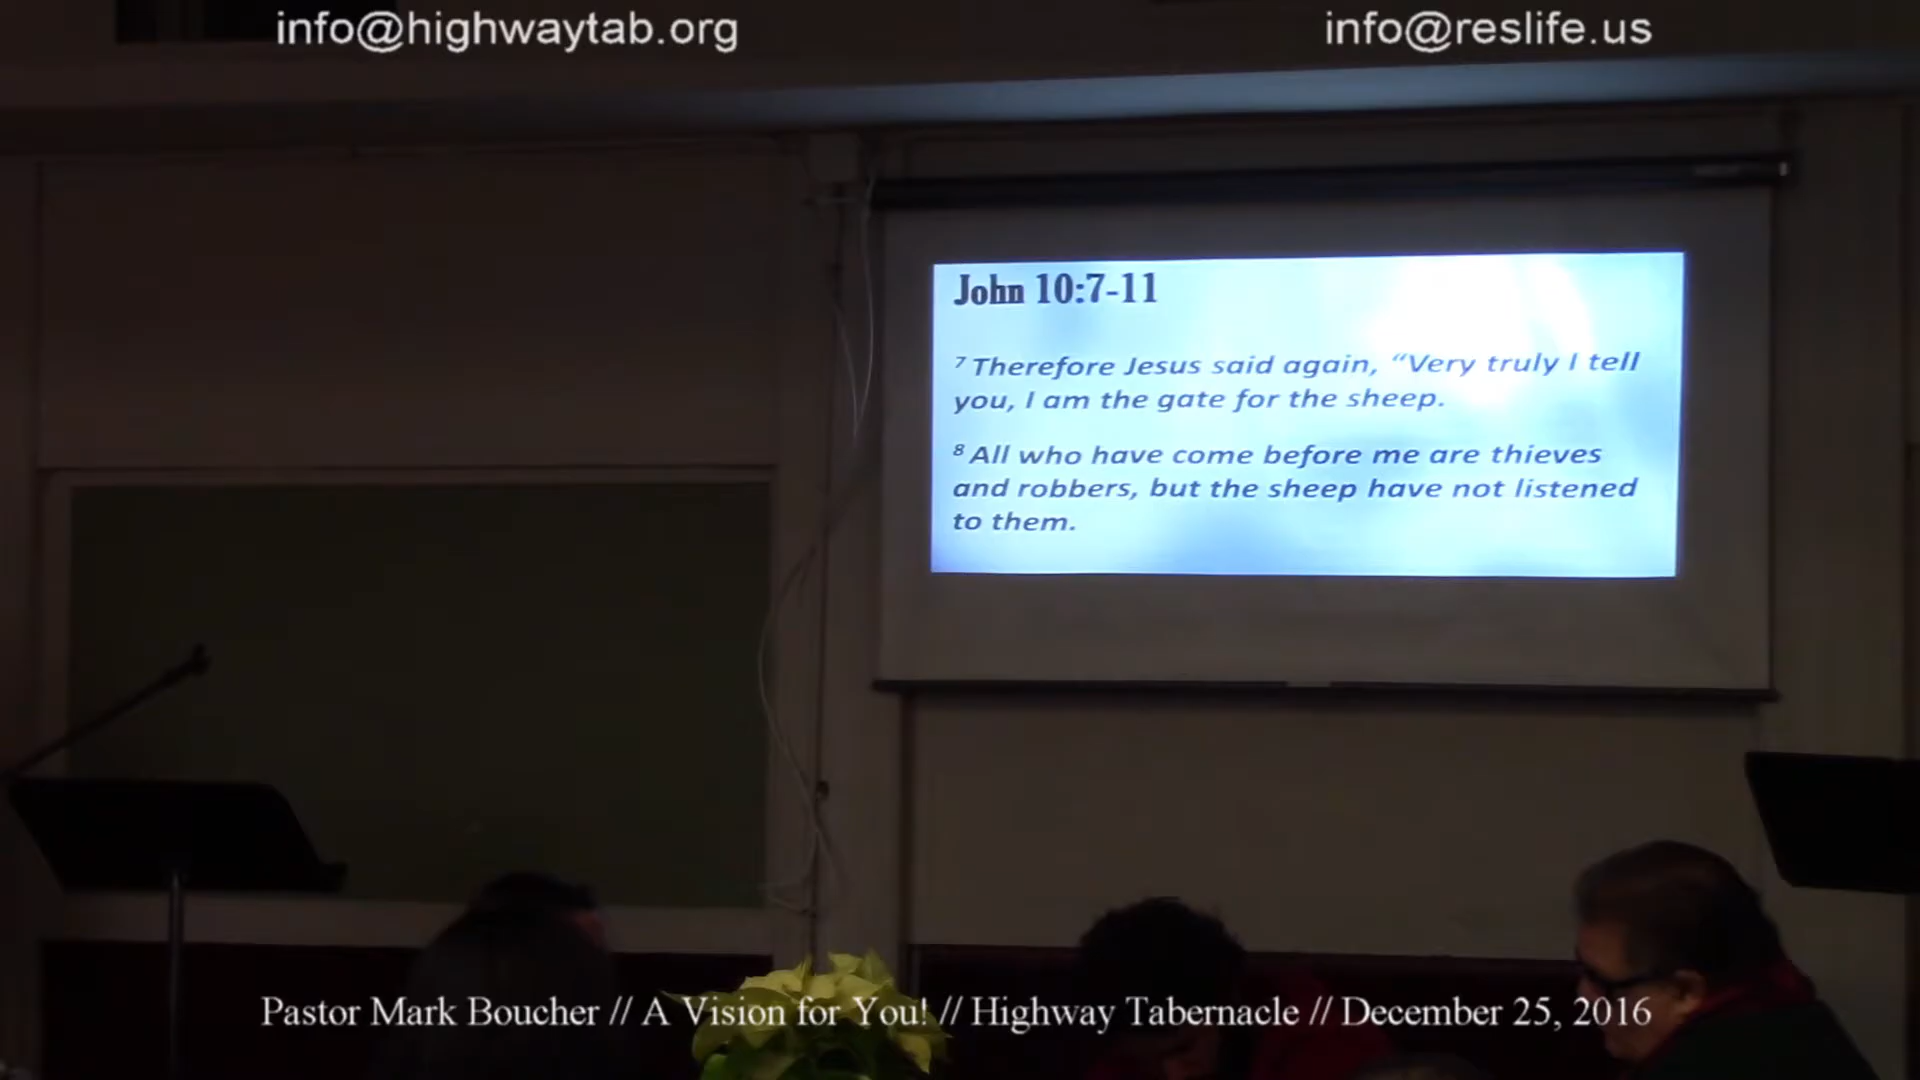 info@highwaytab.org
info@reslife.us
John 10:7-11
7 Therefore Jesus said again, “Very truly I tell
you, I am the gate for the sheep.
8 All who have come before me are thieves
and robbers, but the sheep have not listened
to them.
Pastor Mark Boucher // A Vision for You! // Highway Tabernacle // December 25, 2016